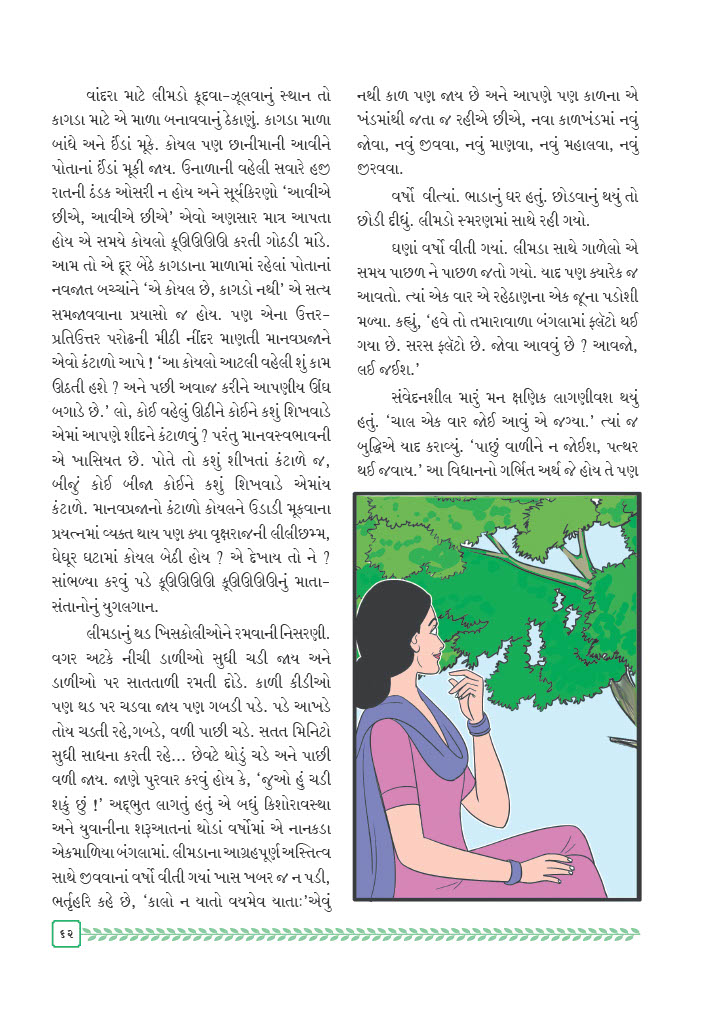 વાંદરા માટે લીમડો કૂદવા-ઝૂલવાનું સ્થાન તો
કાગડા માટે એ માળા બનાવવાનું ઠેકાણું. કાગડા માળા
બાંધે અને ઈંડાં મૂકે. કોયલ પણ છાનીમાની આવીને
પોતાનાં ઈંડાં મૂકી જાય. ઉનાળાની વહેલી સવારે હજી
રાતની ઠંડક ઓસરી ન હોય અને સૂર્યકિરણો ‘આવીએ
છીએ, આવીએ છીએ’ એવો અણસાર માત્ર આપતા
હોય એ સમયે કોયલો કૂઊઊઊઊ કરતી ગોઠડી માંડે.
આમ તો એ દૂર બેઠે કાગડાના માળામાં રહેલાં પોતાનાં
નવજાત બચ્ચાંને ‘એ કોયલ છે, કાગડો નથી’ એ સત્ય
સમજાવવાના પ્રયાસો જ હોય. પણ એના ઉત્તર-
પ્રતિઉત્તર પરોઢની મીઠી નીંદર માણતી માનવપ્રજાને
એવો કંટાળો આપે ! ‘આ કોયલો આટલી વહેલી શું કામ
ઊઠતી હશે ? અને પછી અવાજ કરીને આપણીય ઊંઘ
બગાડે છે.’ લો, કોઈ વહેલું ઊઠીને કોઈને કશું શિખવાડે
એમાં આપણે શીદને કંટાળવું ? પરંતુ માનવસ્વભાવની
એ ખાસિયત છે. પોતે તો કશું શીખતાં કંટાળે જ,
બીજું કોઈ બીજા કોઈને કશું શિખવાડે એમાંય
કંટાળે. માનવપ્રજાનો કંટાળો કોયલને ઉડાડી મૂકવાના
પ્રયત્નમાં વ્યક્ત થાય પણ ક્યા વૃક્ષરાજની લીલીછમ્મ,
ઘેઘૂર ઘટામાં કોયલ બેઠી હોય ? એ દેખાય તો ને ?
સાંભળ્યા કરવું પડે કૂઊઊઊઊ કૂઊઊઊઊનું માતા-
સંતાનોનું યુગલગાન.
લીમડાનું થડ ખિસકોલીઓને રમવાની નિસરણી.
વગર અટકે નીચી ડાળીઓ સુધી ચડી જાય અને
ડાળીઓ પર સાતતાળી રમતી દોડે. કાળી કીડીઓ
પણ થડ પર ચડવા જાય પણ ગબડી પડે. પડે આખડે
તોય ચડતી રહે,ગબડે, વળી પાછી ચડે. સતત મિનિટો
સુધી સાધના કરતી રહે... છેવટે થોડું ચડે અને પાછી
વળી જાય. જાણે પુરવાર કરવું હોય કે, ‘જુઓ હું ચડી
શકું છું !’ અદ્ભુત લાગતું હતું એ બધું કિશોરાવસ્થા
અને યુવાનીના શરૂઆતનાં થોડાં વર્ષોમાં એ નાનકડા
એકમાળિયા બંગલામાં. લીમડાના આગ્રહપૂર્ણ અસ્તિત્વ
સાથે જીવવાનાં વર્ષો વીતી ગયાં ખાસ ખબર જ ન પડી,
ભર્તૃહરિ કહે છે, ‘કાલો ન યાતો વયમેવ યાતાઃ’એવું
નથી કાળ પણ જાય છે અને આપણે પણ કાળના એ
ખંડમાંથી જતા જ રહીએ છીએ, નવા કાળખંડમાં નવું
જોવા, નવું જીવવા, નવું માણવા, નવું મહાલવા, નવું
જીરવવા.
વર્ષો વીત્યાં. ભાડાનું ઘર હતું. છોડવાનું થયું તો
છોડી દીધું. લીમડો સ્મરણમાં સાથે રહી ગયો.
ઘણાં વર્ષો વીતી ગયાં. લીમડા સાથે ગાળેલો એ
સમય પાછળ ને પાછળ જતો ગયો. યાદ પણ ક્યારેક જ
આવતો. ત્યાં એક વાર એ રહેઠાણના એક જૂના પડોશી
મળ્યા. કહ્યું, ‘હવે તો તમારાવાળા બંગલામાં ફ્લૅટો થઈ
ગયા છે. સરસ ફ્લૅટો છે. જોવા આવવું છે ? આવજો,
લઈ જઈશ.’
સંવેદનશીલ મારું મન ક્ષણિક લાગણીવશ થયું
હતું. ‘ચાલ એક વાર જોઈ આવું એ જગ્યા.’ ત્યાં જ
બુદ્ધિએ યાદ કરાવ્યું. ‘પાછું વાળીને ન જોઈશ, પત્થર
થઈ જવાય.’ આ વિધાનનો ગર્ભિત અર્થ જે હોય તે પણ
૬૨